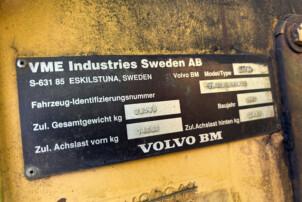 VME Industries Sweden AB
S-631 85 ESKILSTUNA, SWEDEN
Volvo BM Model/Type
Fahrzeug-Identifizierungsnummer
Zul. Gesamtgewicht kg Baujahr
Zul. Achslast vorn kg Zul. Achslast hinten kg
VOLVO BM